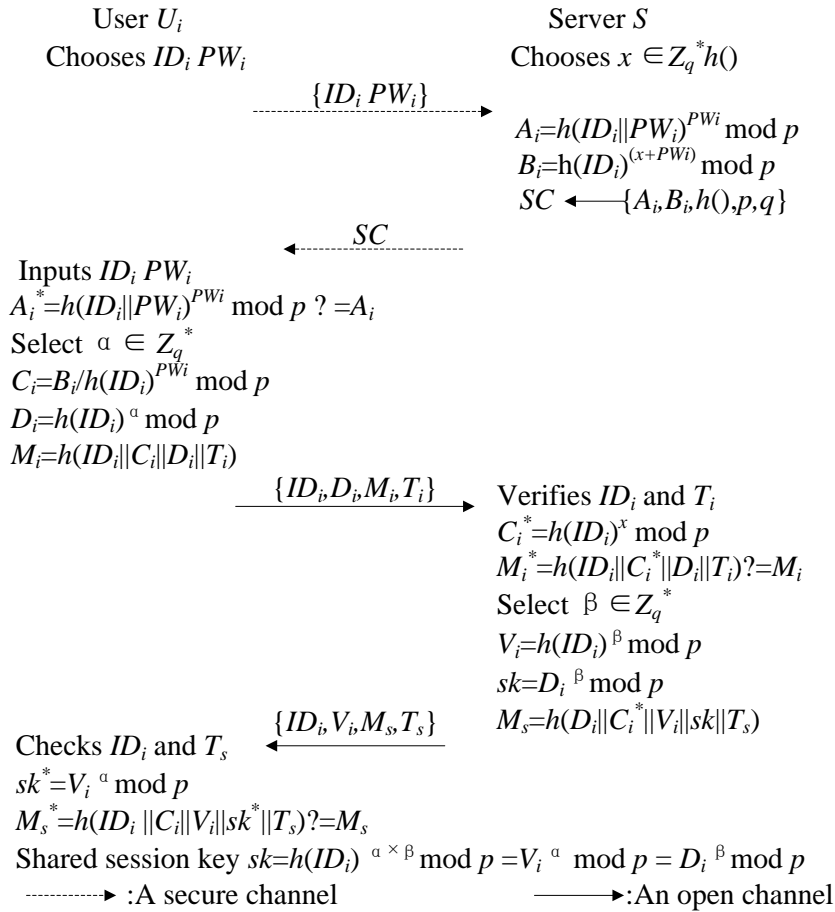 User Uᵢ Server S
Chooses IDᵢ PWᵢ Chooses x ∈ Z_q^* h()
{IDᵢ PWᵢ}
Aᵢ=h(IDᵢ||PWᵢ)^PWi mod p
Bᵢ=h(IDᵢ)^(x+PWi) mod p
SC ← {Aᵢ,Bᵢ,h(),p,q}
SC
Inputs IDᵢ PWᵢ
Aᵢ^*=h(IDᵢ||PWᵢ)^PWi mod p ? =Aᵢ
Select α ∈ Z_q^*
Cᵢ=Bᵢ/h(IDᵢ)^PWi mod p
Dᵢ=h(IDᵢ)^α mod p
Mᵢ=h(IDᵢ||Cᵢ||Dᵢ||Tᵢ)
{IDᵢ,Dᵢ,Mᵢ,Tᵢ}
Verifies IDᵢ and Tᵢ
Cᵢ^*=h(IDᵢ)^x mod p
Mᵢ^*=h(IDᵢ||Cᵢ^*||Dᵢ||Tᵢ)?=Mᵢ
Select β ∈ Z_q^*
Vᵢ=h(IDᵢ)^β mod p
sk=Dᵢ^β mod p
Mₛ=h(Dᵢ||Cᵢ^*||Vᵢ||sk||Tₛ)
{IDᵢ,Vᵢ,Mₛ,Tₛ}
Checks IDᵢ and Tₛ
sk^*=Vᵢ^α mod p
Mₛ^*=h(IDᵢ ||Cᵢ||Vᵢ||sk^*||Tₛ)?=Mₛ
Shared session key sk=h(IDᵢ)^α×β mod p =Vᵢ^α mod p = Dᵢ^β mod p
:A secure channel :An open channel